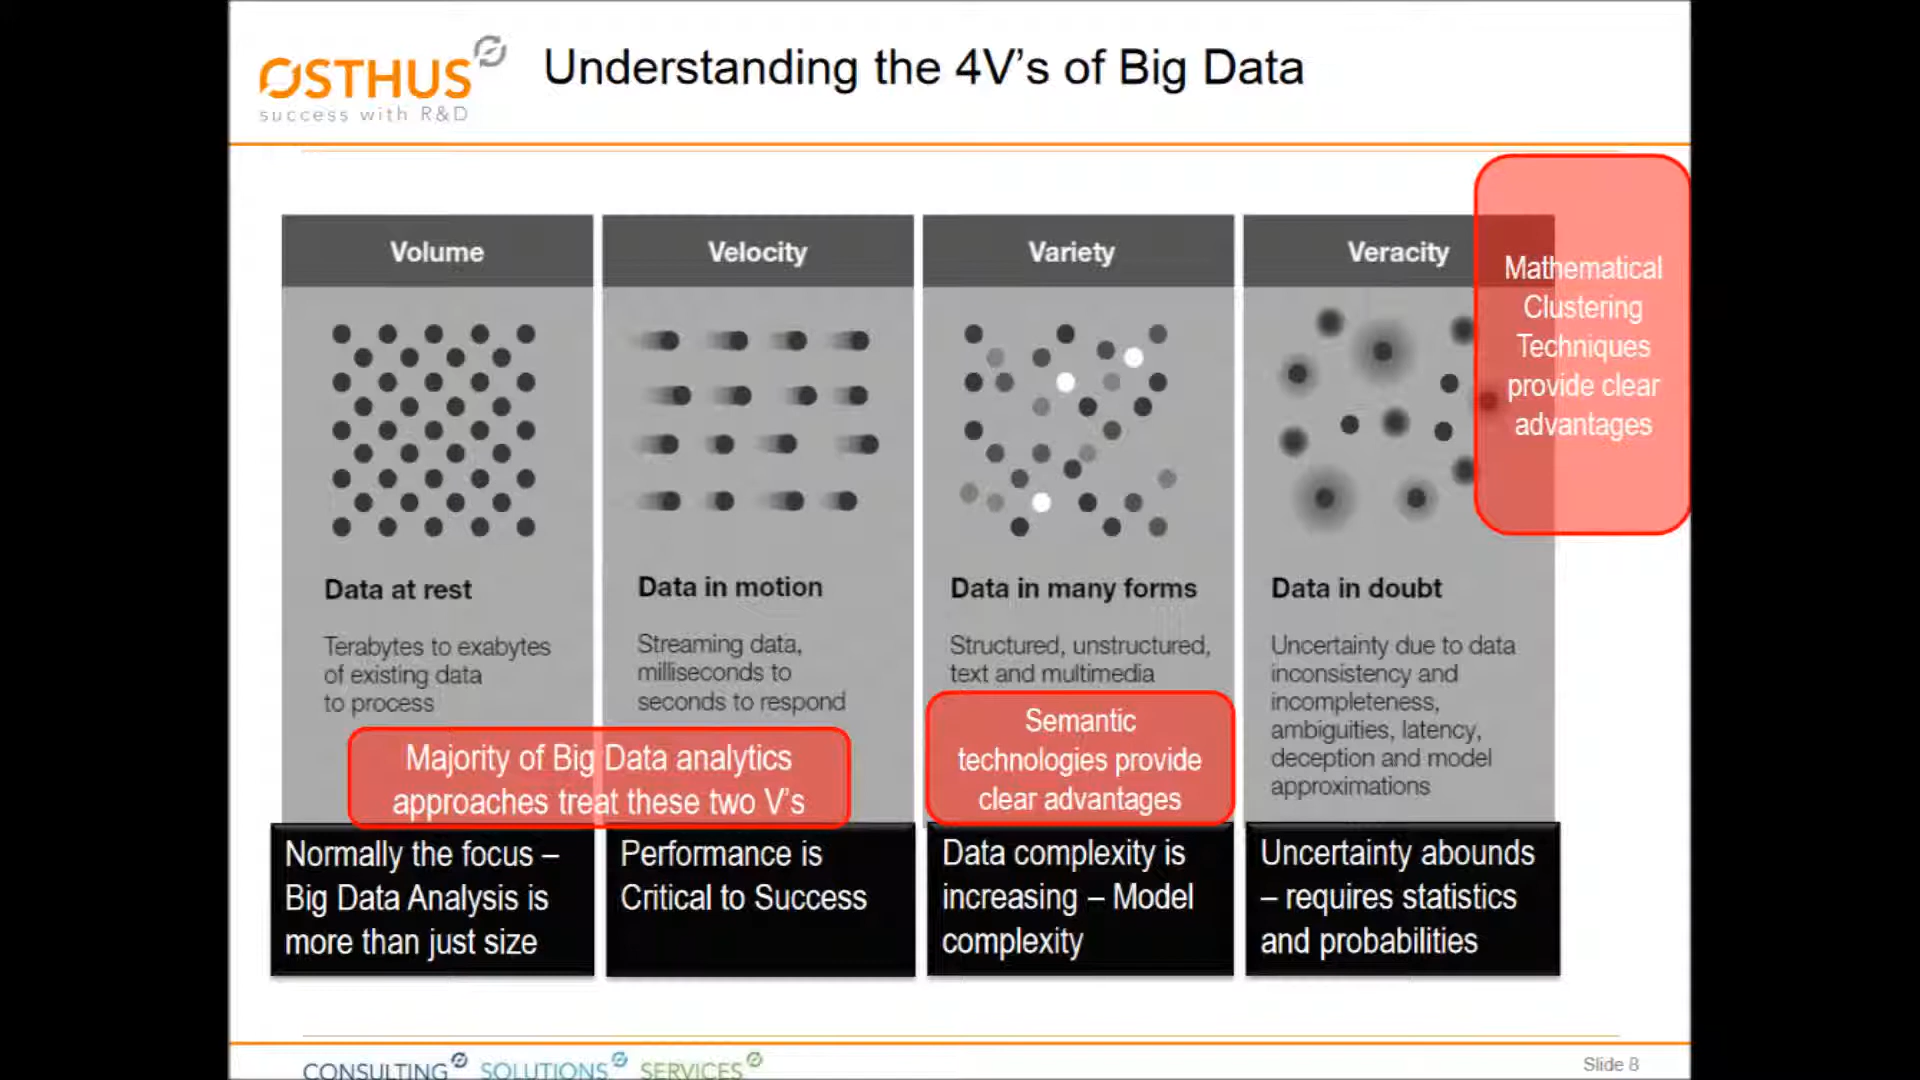 OSTHUS
success with R&D
Understanding the 4V's of Big Data
Volume
Data at rest
Terabytes to exabytes
of existing data
to process
Velocity
Data in motion
Streaming data,
milliseconds to
seconds to respond
Majority of Big Data analytics
approaches treat these two V's
Variety
Data in many forms
Structured, unstructured,
text and multimedia
Semantic
technologies provide
clear advantages
Veracity
Data in doubt
Uncertainty due to data
inconsistency and
incompleteness,
ambiguities, latency,
deception and model
approximations
Mathematical
Clustering
Techniques
provide clear
advantages
Normally the focus –
Big Data Analysis is
more than just size
Performance is
Critical to Success
Data complexity is
increasing – Model
complexity
Uncertainty abounds
– requires statistics
and probabilities
CONSULTING SOLUTIONS SERVICES
Slide 8